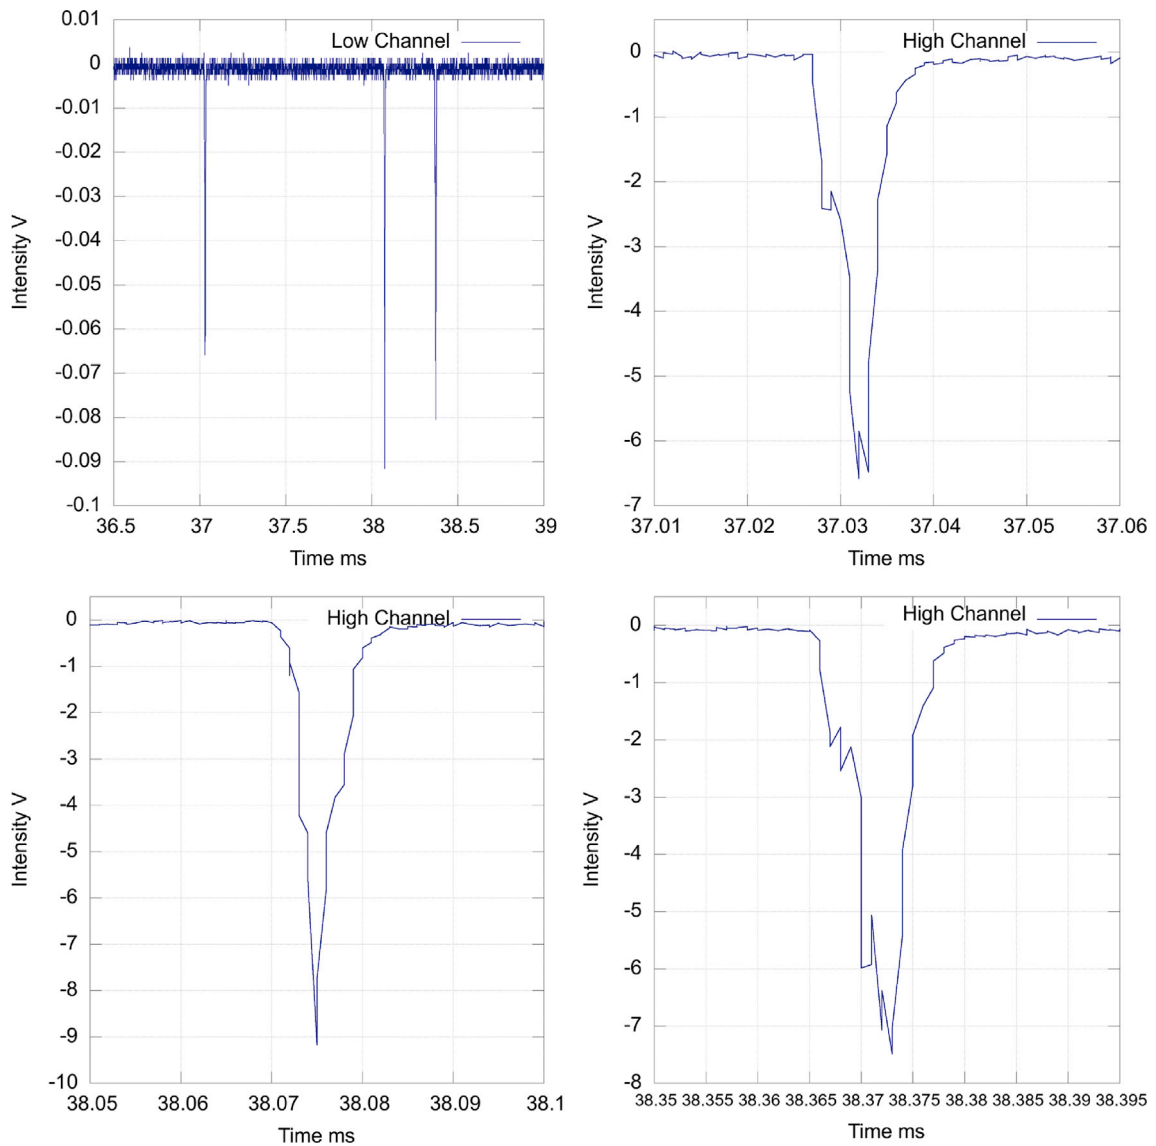 Low Channel
0.01
0
-0.01
-0.02
-0.03
-0.04
-0.05
-0.06
-0.07
-0.08
-0.09
-0.1
36.5 37 37.5 38 38.5 39
Intensity V
Time ms
High Channel
0
-1
-2
-3
-4
-5
-6
-7
37.01 37.02 37.03 37.04 37.05 37.06
Intensity V
Time ms
High Channel
0
-1
-2
-3
-4
-5
-6
-7
-8
-9
-10
38.05 38.06 38.07 38.08 38.09 38.1
Intensity V
Time ms
High Channel
0
-1
-2
-3
-4
-5
-6
-7
-8
38.35 38.355 38.36 38.365 38.37 38.375 38.38 38.385 38.39 38.395
Intensity V
Time ms